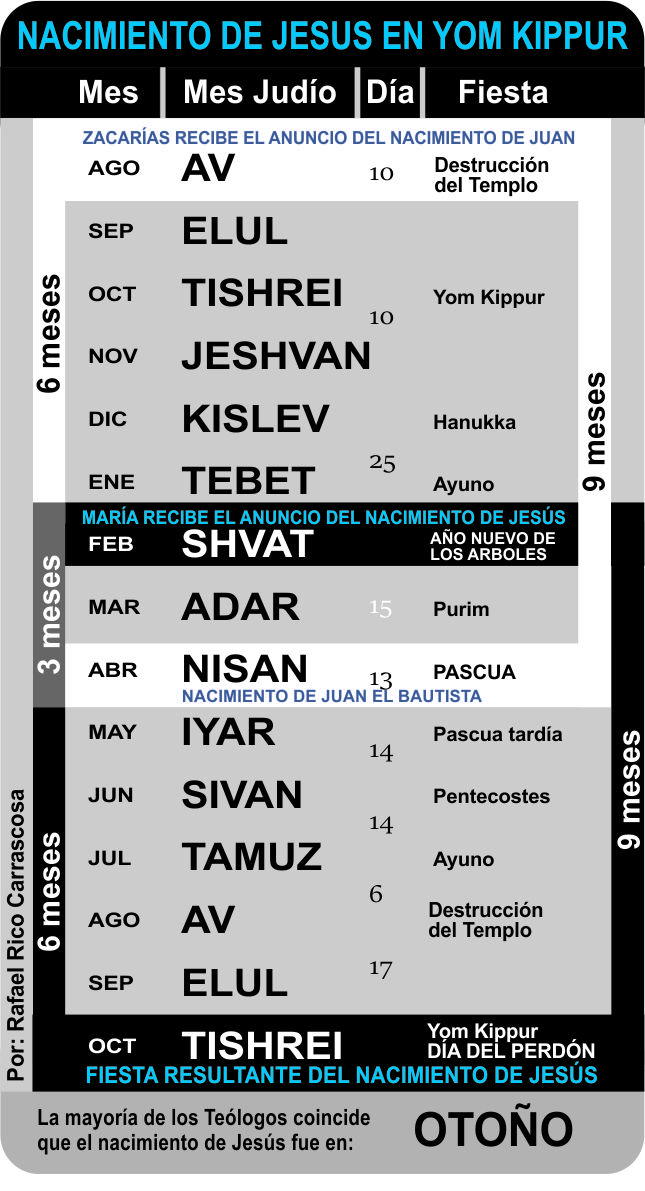 NACIMIENTO DE JESUS EN YOM KIPPUR
Mes Mes Judío Día Fiesta
ZACARÍAS RECIBE EL ANUNCIO DEL NACIMIENTO DE JUAN
AGO AV 10 Destrucción
del Templo
SEP ELUL
OCT TISHREI 10 Yom Kippur
NOV JESHVAN
DIC KISLEV Hanukka
25
ENE TEBET Ayuno
MARÍA RECIBE EL ANUNCIO DEL NACIMIENTO DE JESÚS
FEB SHVAT AÑO NUEVO DE
LOS ARBOLES
MAR ADAR 15 Purim
ABR NISAN 13 PASCUA
NACIMIENTO DE JUAN EL BAUTISTA
MAY IYAR 14 Pascua tardía
JUN SIVAN Pentecostes
14
JUL TAMUZ Ayuno
6
AGO AV Destrucción
del Templo
17
SEP ELUL
OCT TISHREI Yom Kippur
DÍA DEL PERDÓN
FIESTA RESULTANTE DEL NACIMIENTO DE JESÚS
6 meses
3 meses
6 meses
9 meses
9 meses
Por: Rafael Rico Carrascosa
La mayoría de los Teólogos coincide
que el nacimiento de Jesús fue en:
OTOÑO